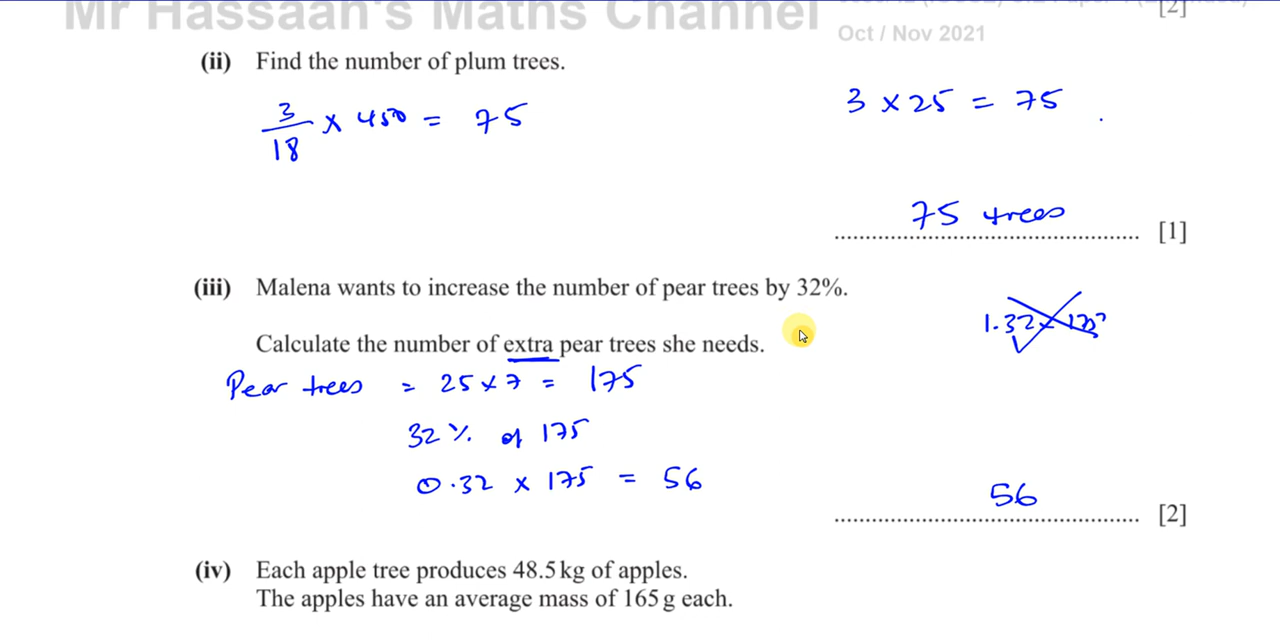 Mr Hassaan's Maths Channel
[2]
Oct / Nov 2021
(ii) Find the number of plum trees.
3/18 × 450 = 75
3 × 25 = 75
75 trees
[1]
(iii) Malena wants to increase the number of pear trees by 32%.
1.32 ×
Calculate the number of extra pear trees she needs.
Pear trees = 25 × 7 = 175
32 % of 175
0.32 × 175 = 56
56
[2]
(iv) Each apple tree produces 48.5 kg of apples.
The apples have an average mass of 165 g each.